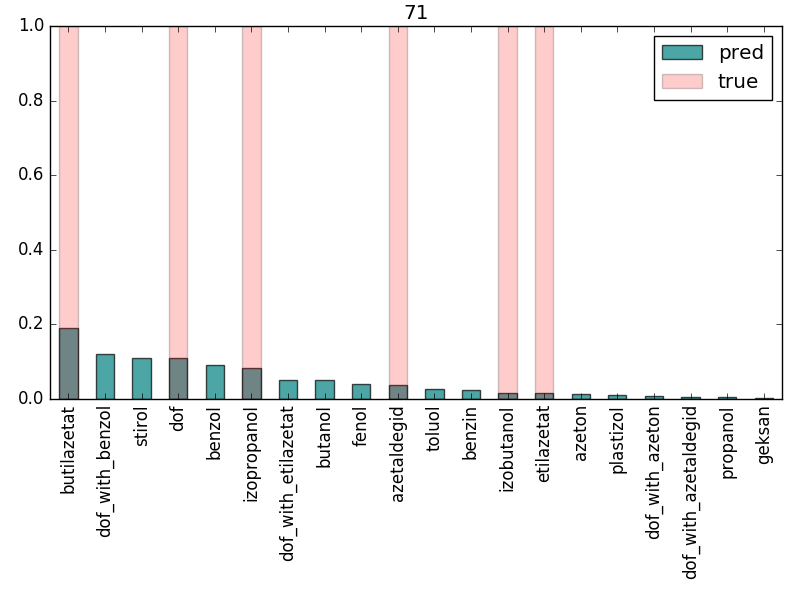 71
1.0
0.8
0.6
0.4
0.2
0.0
pred
true
butilazetat
dof_with_benzol
stirol
dof
benzol
izopropanol
dof_with_etilazetat
butanol
fenol
azetaldegid
toluol
benzin
izobutanol
etilazetat
azeton
plastizol
dof_with_azeton
dof_with_azetaldegid
propanol
geksan